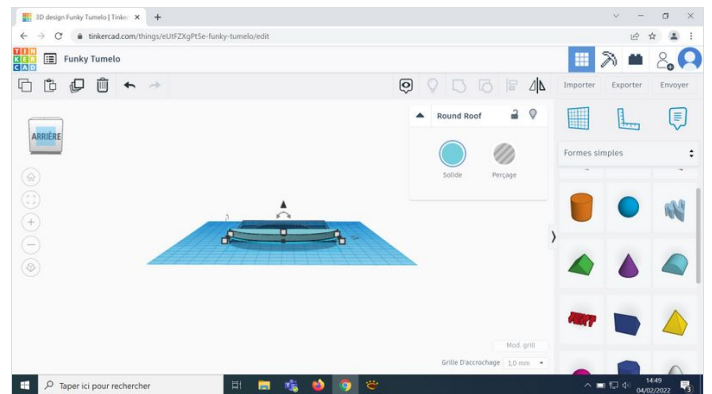 3D design Funky Tumelo | Tinker
tinkercad.com/things/eUtFZXgPt5e-funky-tumelo/edit
TIN
KER
CAD
Funky Tumelo
Importer
Exporter
Envoyer
Round Roof
Solide
Perçage
ARRIÈRE
Formes simples
Mod. grill
Grille D'accrochage
1,0 mm
Taper ici pour rechercher
14:49
04/02/2022
3